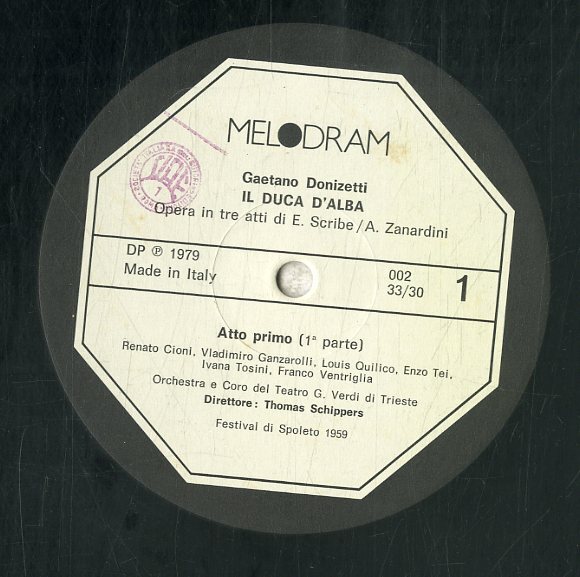 MELODRAM
Gaetano Donizetti
IL DUCA D'ALBA
Opera in tre atti di E. Scribe/A. Zanardini
DP ℗ 1979
Made in Italy
002
33/30
1
Atto primo (1ª parte)
Renato Cioni, Vladimiro Ganzarolli, Louis Quilico, Enzo Tei,
Ivana Tosini, Franco Ventriglia
Orchestra e Coro del Teatro G. Verdi di Trieste
Direttore: Thomas Schippers
Festival di Spoleto 1959